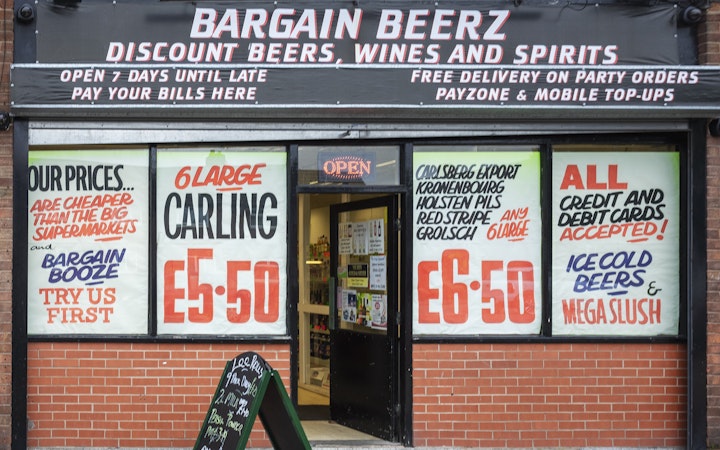 BARGAIN BEERZ
DISCOUNT BEERS, WINES AND SPIRITS
OPEN 7 DAYS UNTIL LATE
PAY YOUR BILLS HERE
FREE DELIVERY ON PARTY ORDERS
PAYZONE & MOBILE TOP-UPS
OUR PRICES...
ARE CHEAPER
THAN THE BIG
SUPERMARKETS
and
BARGAIN
BOOZE
TRY US
FIRST
6 LARGE
CARLING
£5·50
OPEN
CARLSBERG EXPORT
KRONENBOURG
HOLSTEN PILS
RED STRIPE
GROLSCH
ANY
6 LARGE
£6·50
ALL
CREDIT AND
DEBIT CARDS
ACCEPTED!
ICE COLD
BEERS &
MEGA SLUSH